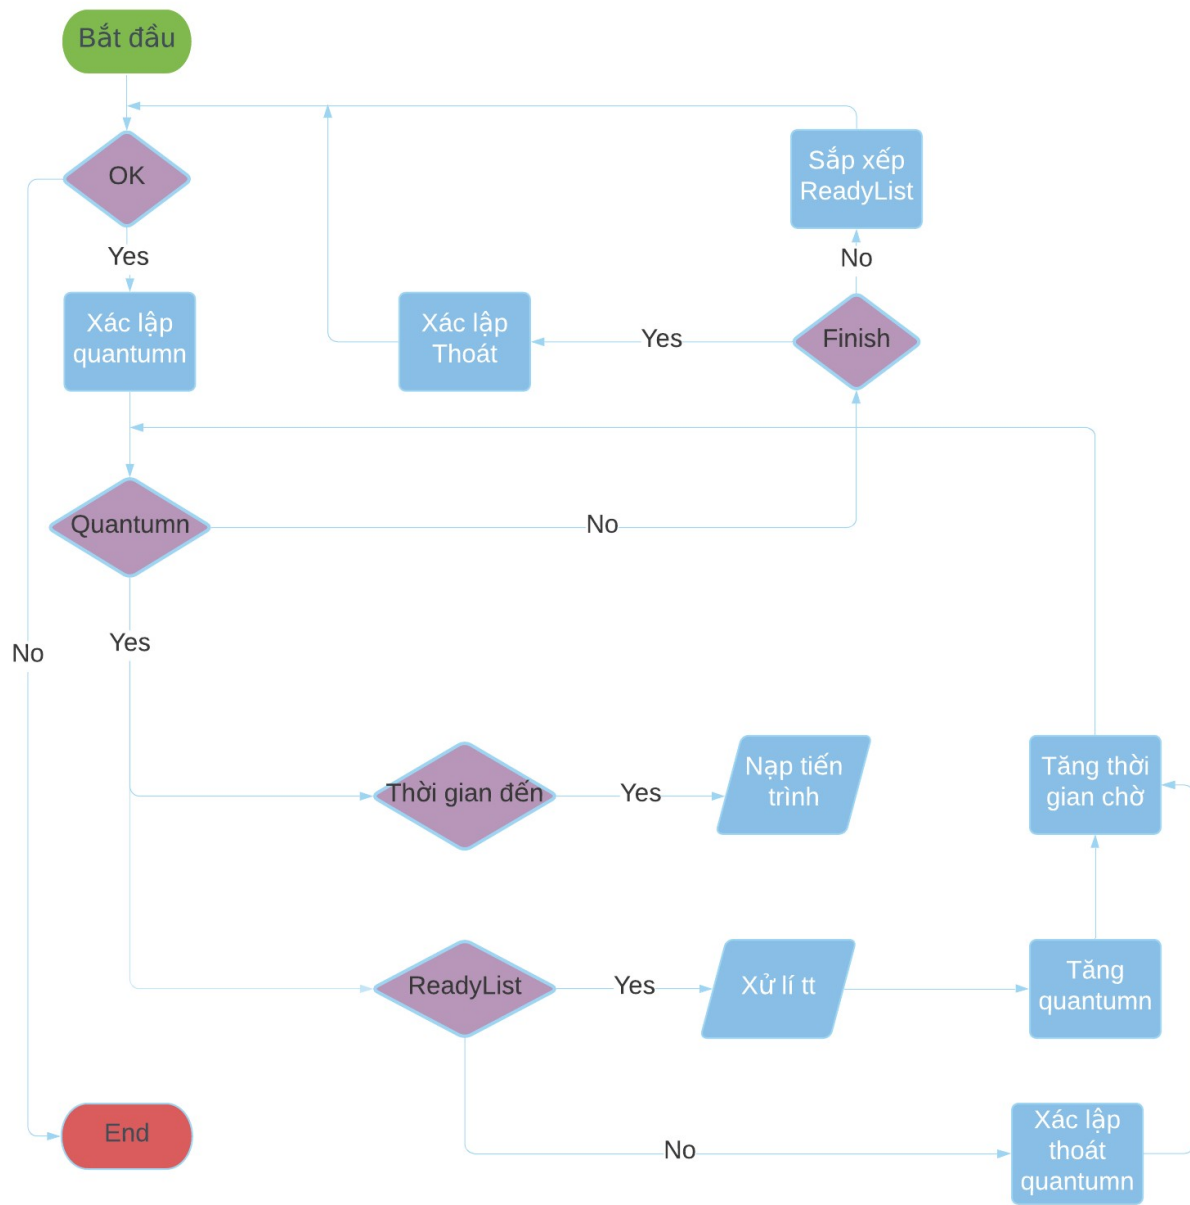 Bắt đầu
OK
Sắp xếp
ReadyList
Yes
No
Xác lập
quantumn
Xác lập
Thoát
Yes
Finish
Quantumn
No
Yes
No
Thời gian đến
Yes
Nạp tiến
trình
Tăng thời
gian chờ
ReadyList
Yes
Xử lí tt
Tăng
quantumn
End
No
Xác lập
thoát
quantumn